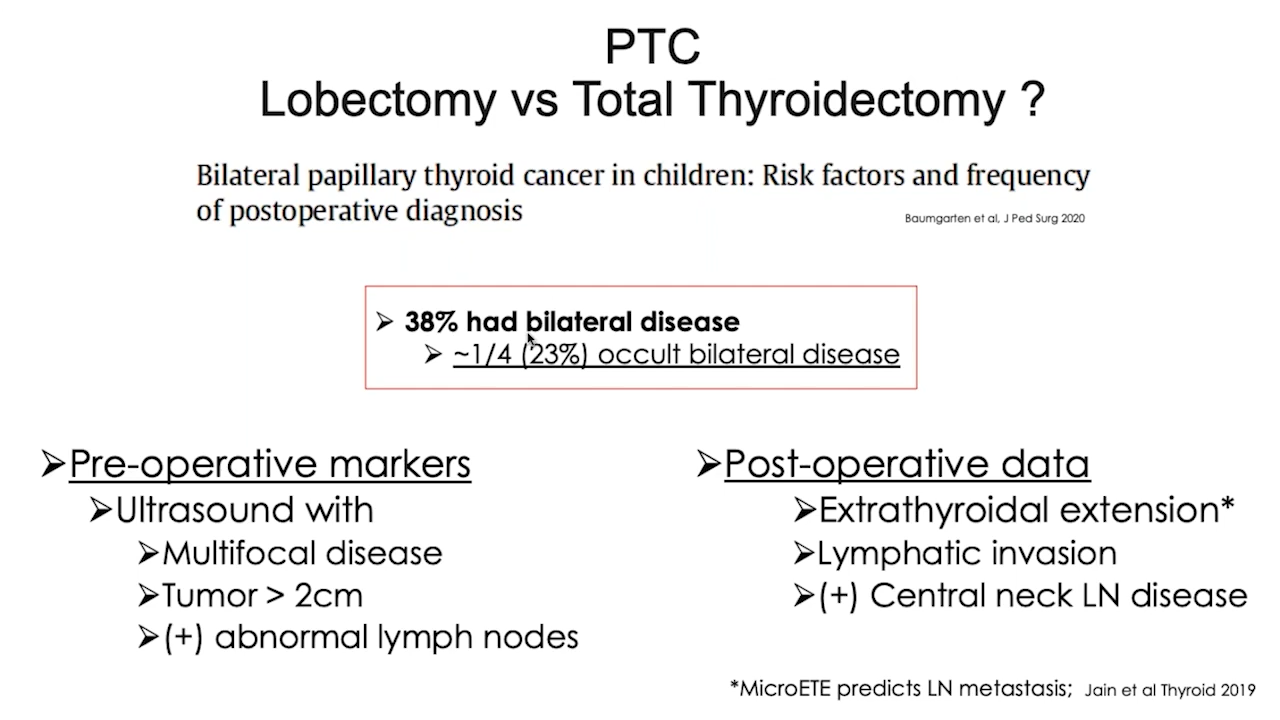 PTC
Lobectomy vs Total Thyroidectomy ?
Bilateral papillary thyroid cancer in children: Risk factors and frequency
of postoperative diagnosis
Baumgarten et al, J Ped Surg 2020
➢ 38% had bilateral disease
➢ ~1/4 (23%) occult bilateral disease
➢Pre-operative markers
➢Ultrasound with
➢Multifocal disease
➢Tumor > 2cm
➢(+) abnormal lymph nodes
➢Post-operative data
➢Extrathyroidal extension*
➢Lymphatic invasion
➢(+) Central neck LN disease
*MicroETE predicts LN metastasis; Jain et al Thyroid 2019